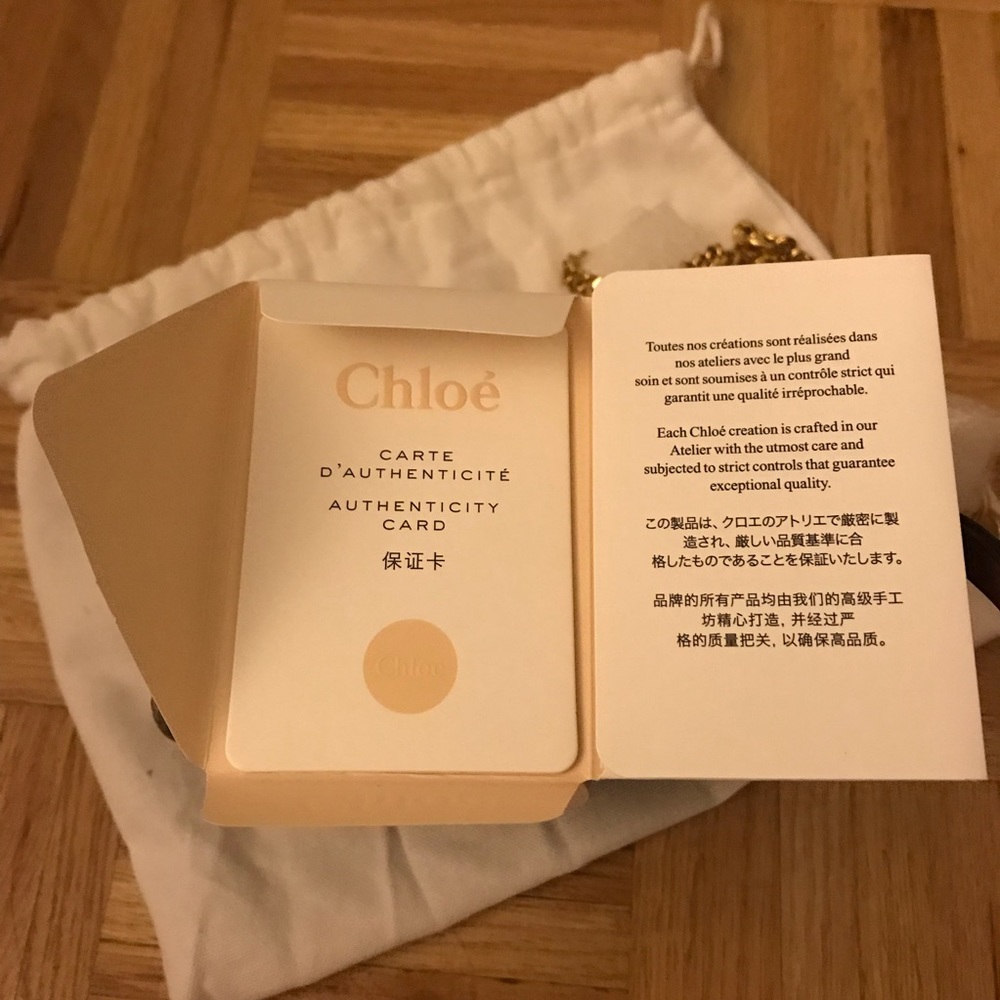 Chloé
CARTE
D'AUTHENTICITÉ
AUTHENTICITY
CARD
保证卡
Chloé
Toutes nos créations sont réalisées dans
nos ateliers avec le plus grand
soin et sont soumises à un contrôle strict qui
garantit une qualité irréprochable.
Each Chloé creation is crafted in our
Atelier with the utmost care and
subjected to strict controls that guarantee
exceptional quality.
この製品は、クロエのアトリエで厳密に製
造され、厳しい品質基準に合
格したものであることを保証いたします。
品牌的所有产品均由我们的高级手工
坊精心打造, 并经过严
格的质量把关, 以确保高品质。